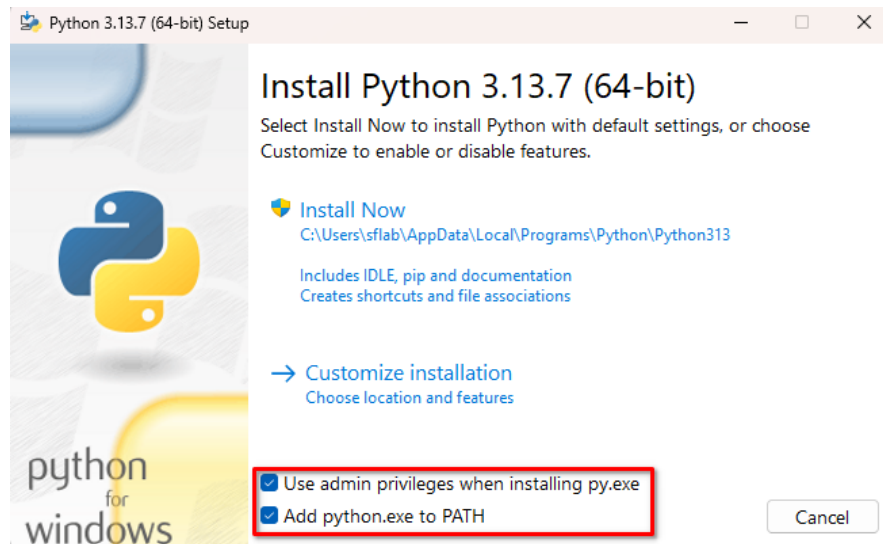 Python 3.13.7 (64-bit) Setup
Install Python 3.13.7 (64-bit)
Select Install Now to install Python with default settings, or choose
Customize to enable or disable features.
Install Now
C:\Users\sflab\AppData\Local\Programs\Python\Python313
Includes IDLE, pip and documentation
Creates shortcuts and file associations
Customize installation
Choose location and features
python
for
windows
Use admin privileges when installing py.exe
Add python.exe to PATH
Cancel